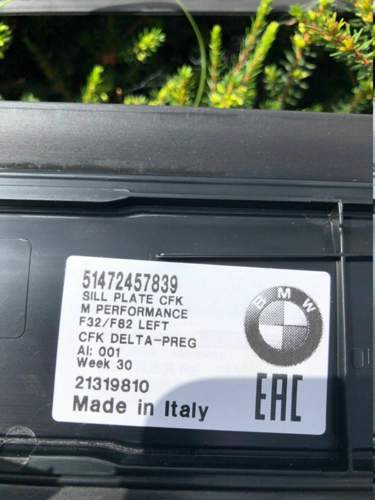 51472457839
SILL PLATE CFK
M PERFORMANCE
F32/F82 LEFT
CFK DELTA-PREG
AI: 001
Week 30
21319810
Made in Italy
BMW
EAC